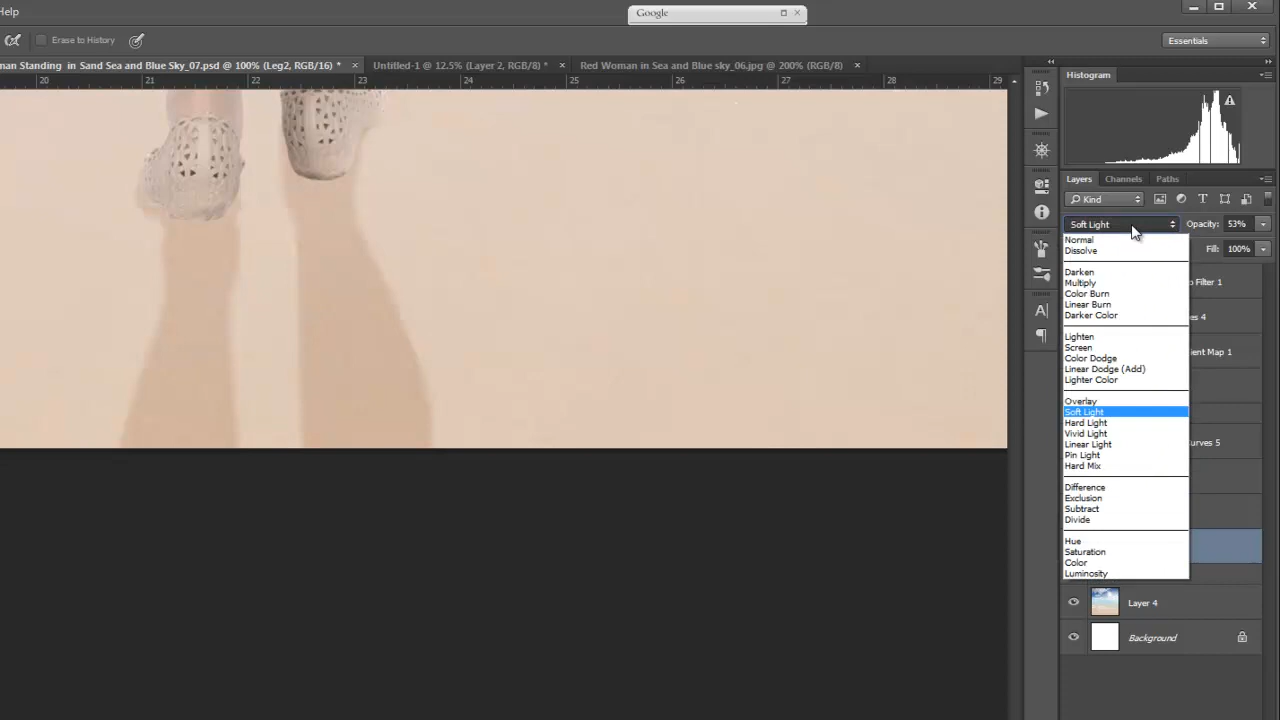 Help
Google
Erase to History
Essentials
man Standing  in Sand Sea and Blue Sky_07.psd @ 100% (Leg2, RGB/16) *
Untitled-1 @ 12.5% (Layer 2, RGB/8) *
Red Woman in Sea and Blue sky_06.jpg @ 200% (RGB/8)
20 21 22 23 24 25 26 27 28 29
Histogram
Layers Channels Paths
Kind
Soft Light
Opacity: 53%
Normal
Dissolve
Fill: 100%
Darken
Multiply
Color Burn
Linear Burn
Darker Color
Lighten
Screen
Color Dodge
Linear Dodge (Add)
Lighter Color
Overlay
Soft Light
Hard Light
Vivid Light
Linear Light
Pin Light
Hard Mix
Difference
Exclusion
Subtract
Divide
Hue
Saturation
Color
Luminosity
Filter 1
4
Map 1
urves 5
Layer 4
Background